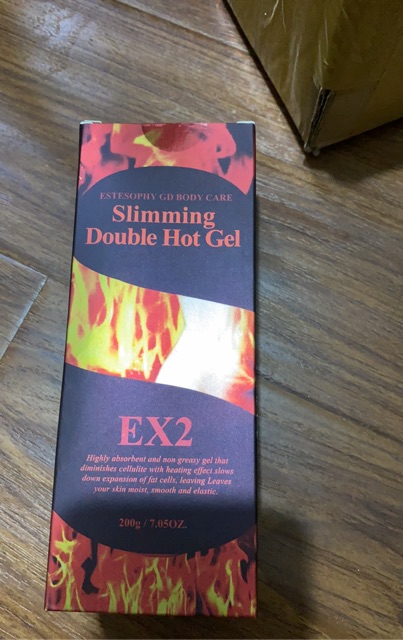 ESTESOPHY GD BODY CARE
Slimming
Double Hot Gel
EX2
Highly absorbent and non greasy gel that
diminishes cellulite with heating effect slows
down expansion of fat cells, leaving Leaves
your skin moist, smooth and elastic.
200g / 7.05OZ.